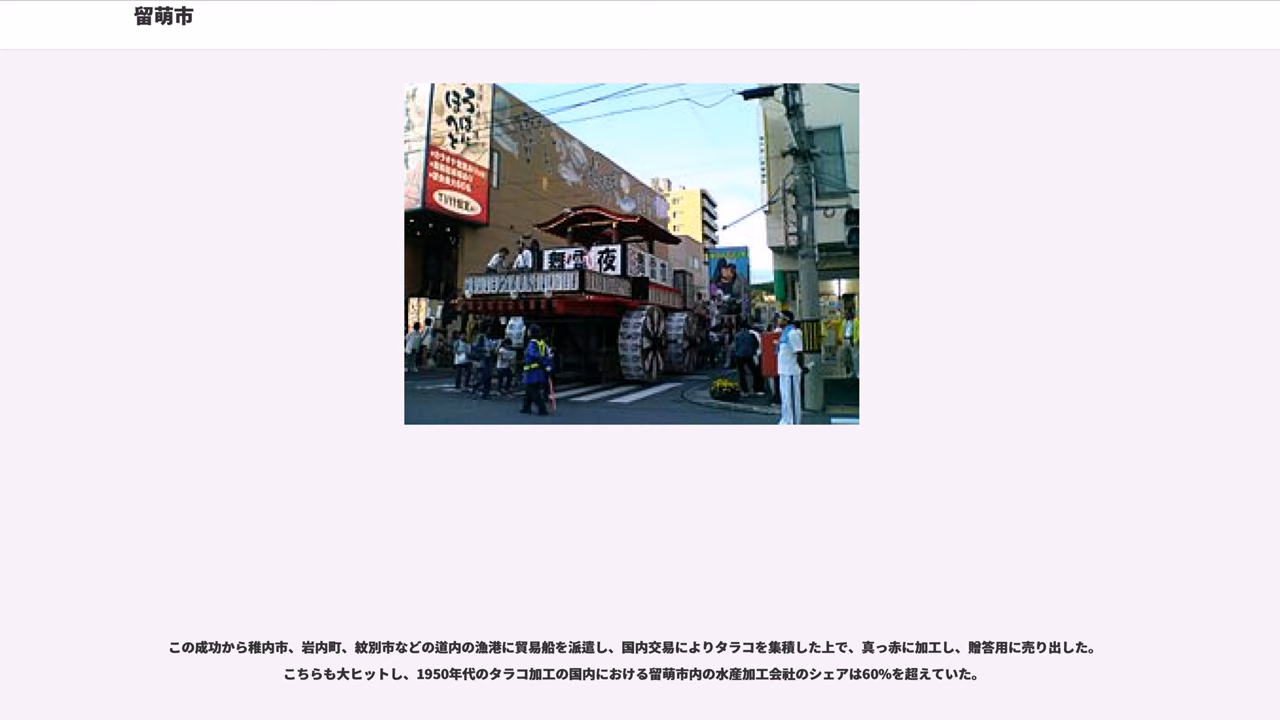 留萌市
夜
この成功から稚内市、岩内町、紋別市などの道内の漁港に貿易船を派遣し、国内交易によりタラコを集積した上で、真っ赤に加工し、贈答用に売り出した。
こちらも大ヒットし、1950年代のタラコ加工の国内における留萌市内の水産加工会社のシェアは60%を超えていた。